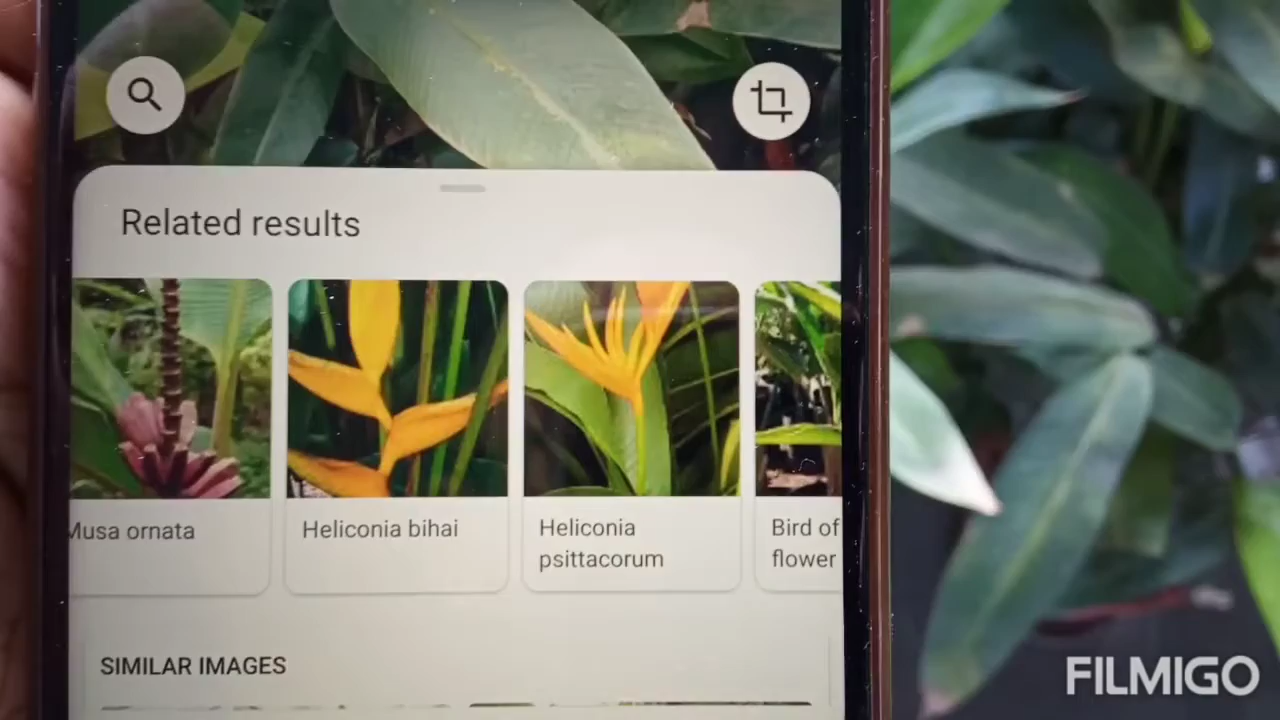 Related results
Musa ornata
Heliconia bihai
Heliconia
psittacorum
Bird of
flower
SIMILAR IMAGES
FILMIGO